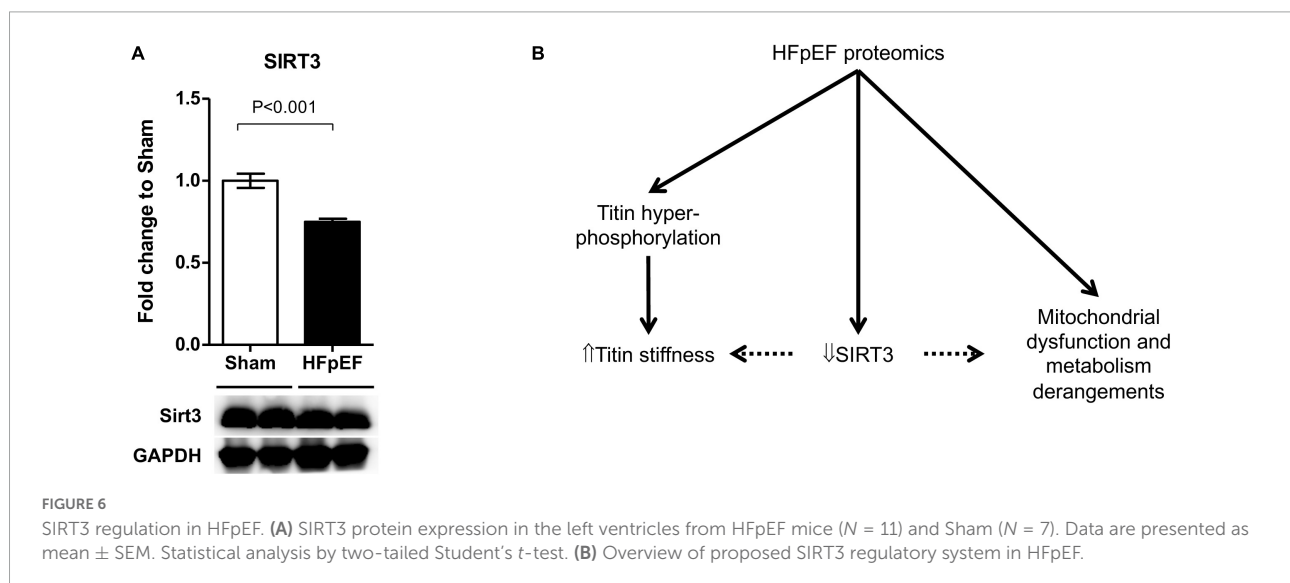 A
SIRT3
Fold change to Sham
1.5
1.0
0.5
0.0
P<0.001
Sham HFpEF
Sirt3
GAPDH
B
HFpEF proteomics
Titin hyper-
phosphorylation
⇑Titin stiffness
⇓SIRT3
Mitochondrial
dysfunction and
metabolism
derangements
FIGURE 6
SIRT3 regulation in HFpEF. (A) SIRT3 protein expression in the left ventricles from HFpEF mice (N = 11) and Sham (N = 7). Data are presented as
mean ± SEM. Statistical analysis by two-tailed Student’s t-test. (B) Overview of proposed SIRT3 regulatory system in HFpEF.